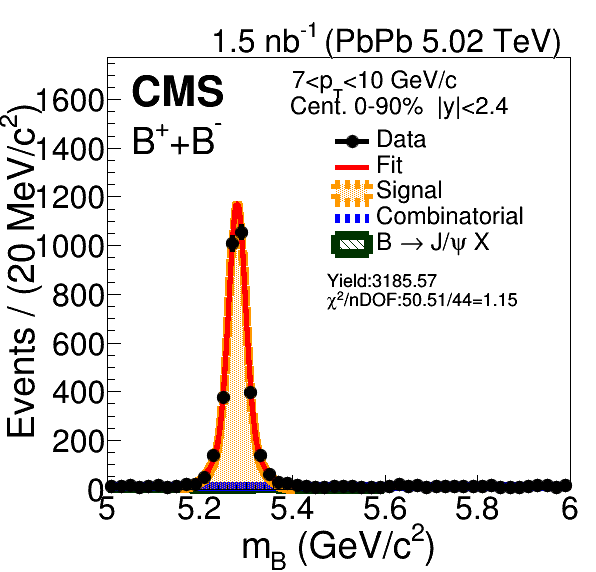 1.5 nb⁻¹ (PbPb 5.02 TeV)
CMS
B⁺+B⁻
7<p_T<10 GeV/c
Cent. 0-90% |y|<2.4
Data
Fit
Signal
Combinatorial
B → J/ψ X
Yield:3185.57
χ²/nDOF:50.51/44=1.15
Events / (20 MeV/c²)
1600
1400
1200
1000
800
600
400
200
0
5 5.2 5.4 5.6 5.8 6
m_B (GeV/c²)